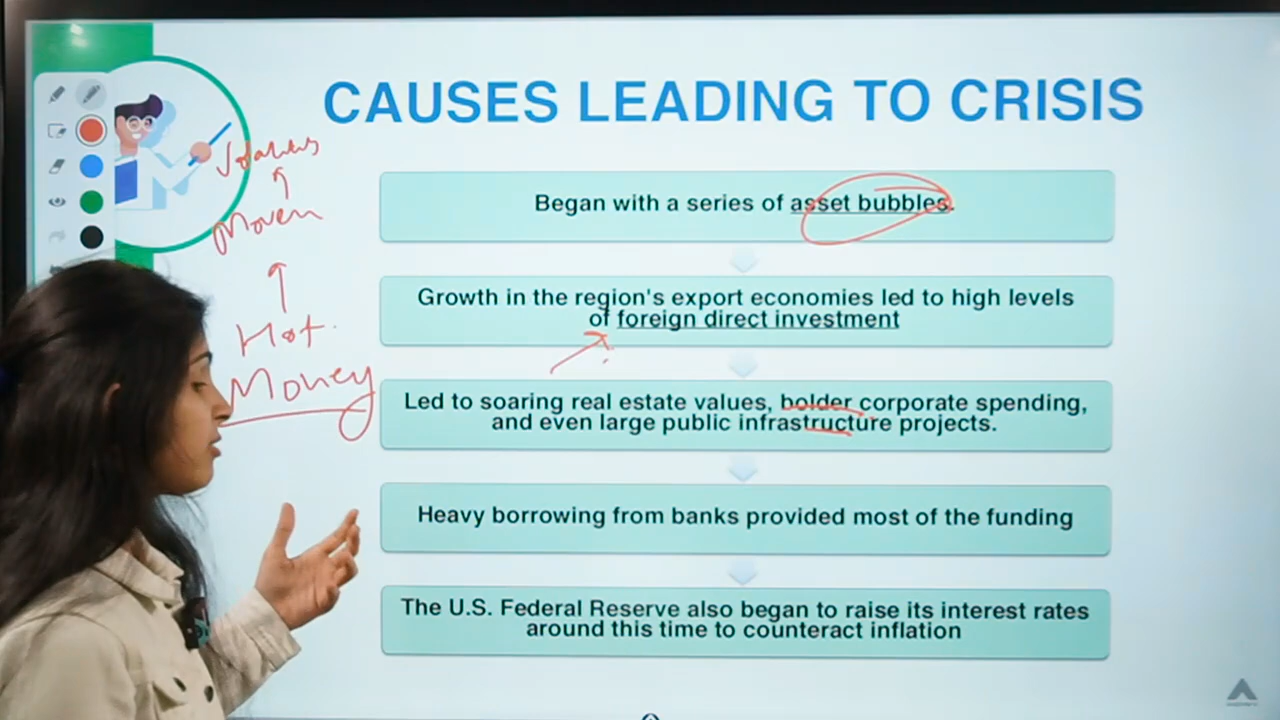 CAUSES LEADING TO CRISIS
Began with a series of asset bubbles.
Growth in the region's export economies led to high levels
of foreign direct investment
Led to soaring real estate values, bolder corporate spending,
and even large public infrastructure projects.
Heavy borrowing from banks provided most of the funding
The U.S. Federal Reserve also began to raise its interest rates
around this time to counteract inflation
Hot
Money